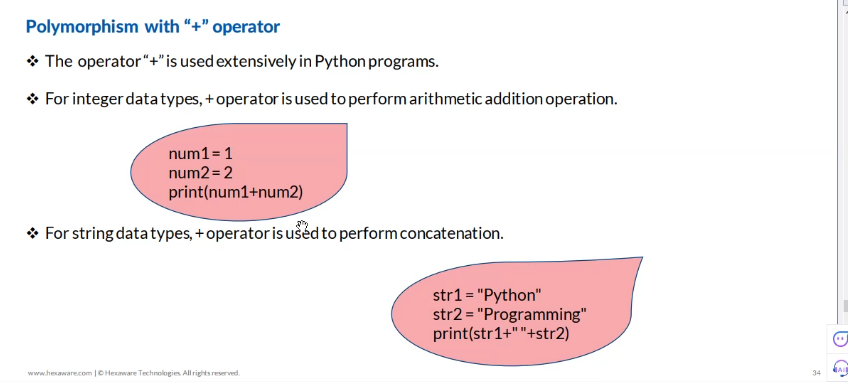 Polymorphism with “+” operator
❖ The operator “+” is used extensively in Python programs.
❖ For integer data types, + operator is used to perform arithmetic addition operation.
num1 = 1
num2 = 2
print(num1+num2)
❖ For string data types, + operator is used to perform concatenation.
str1 = "Python"
str2 = "Programming"
print(str1+" "+str2)
www.hexaware.com | © Hexaware Technologies. All rights reserved.
34
AI